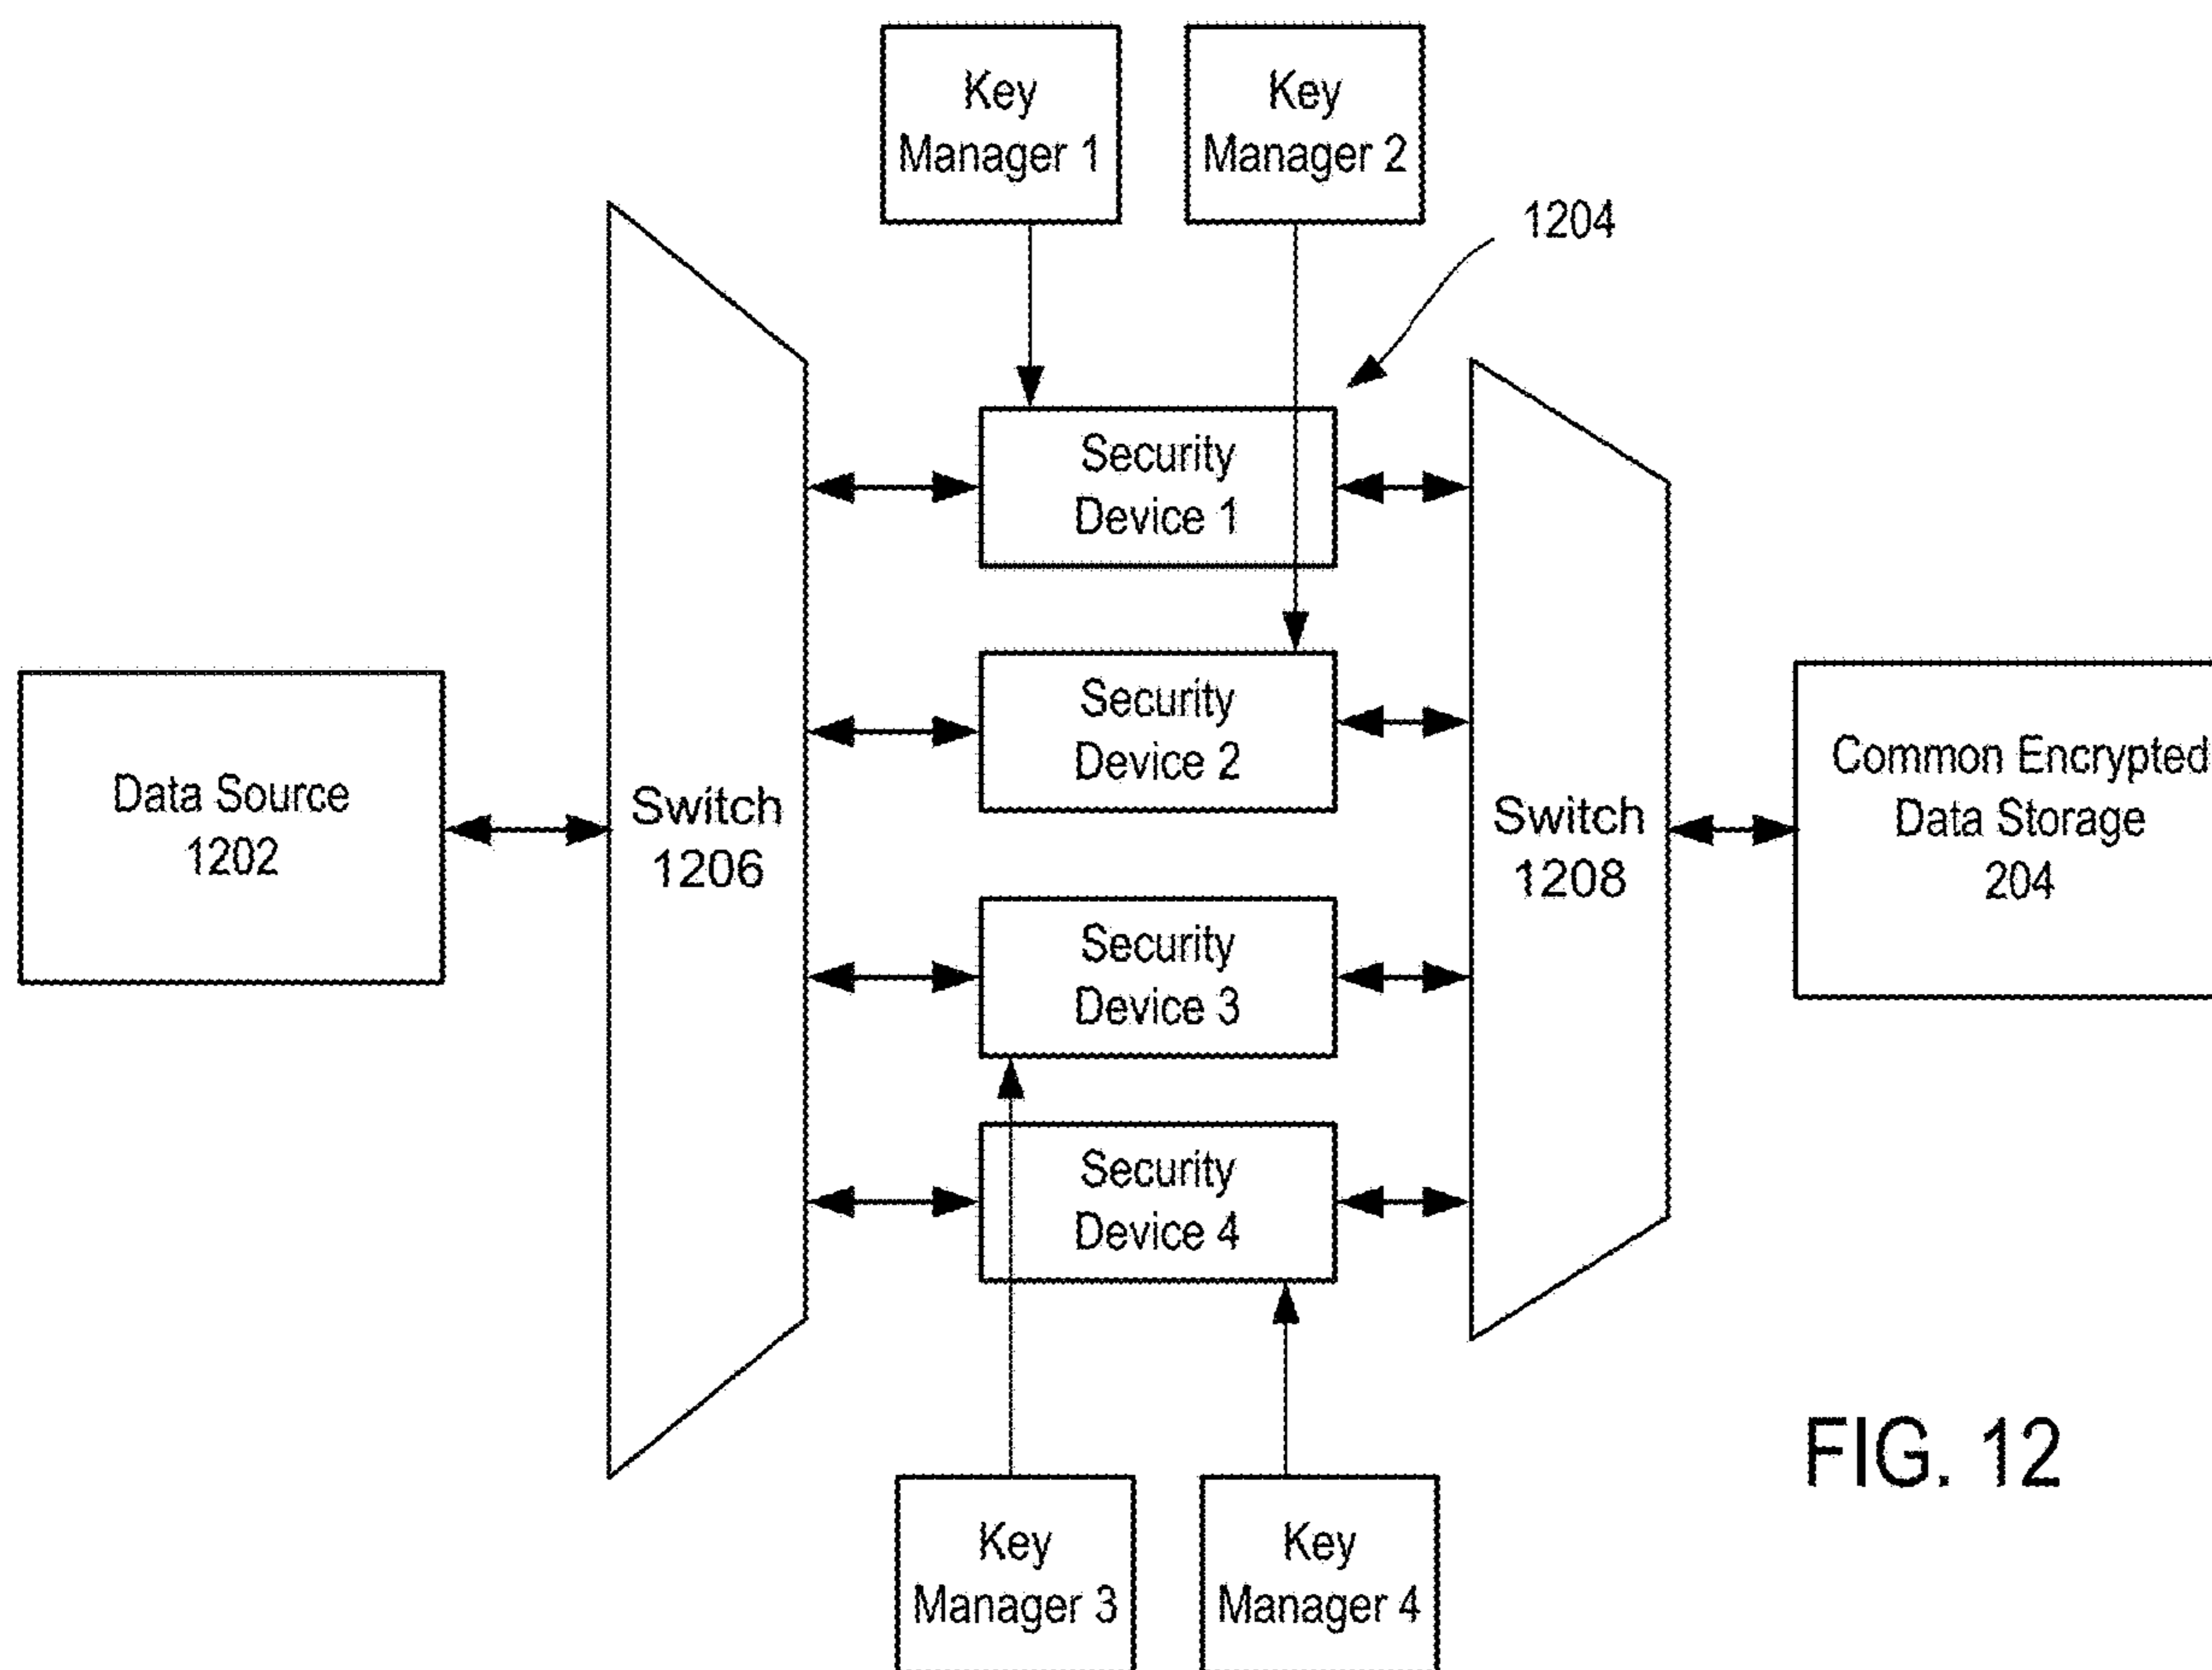 Key
Manager 1
Key
Manager 2
1204
Security
Device 1
Security
Device 2
Data Source
1202
Switch
1206
Switch
1208
Common Encrypted
Data Storage
204
Security
Device 3
Security
Device 4
FIG. 12
Key
Manager 3
Key
Manager 4